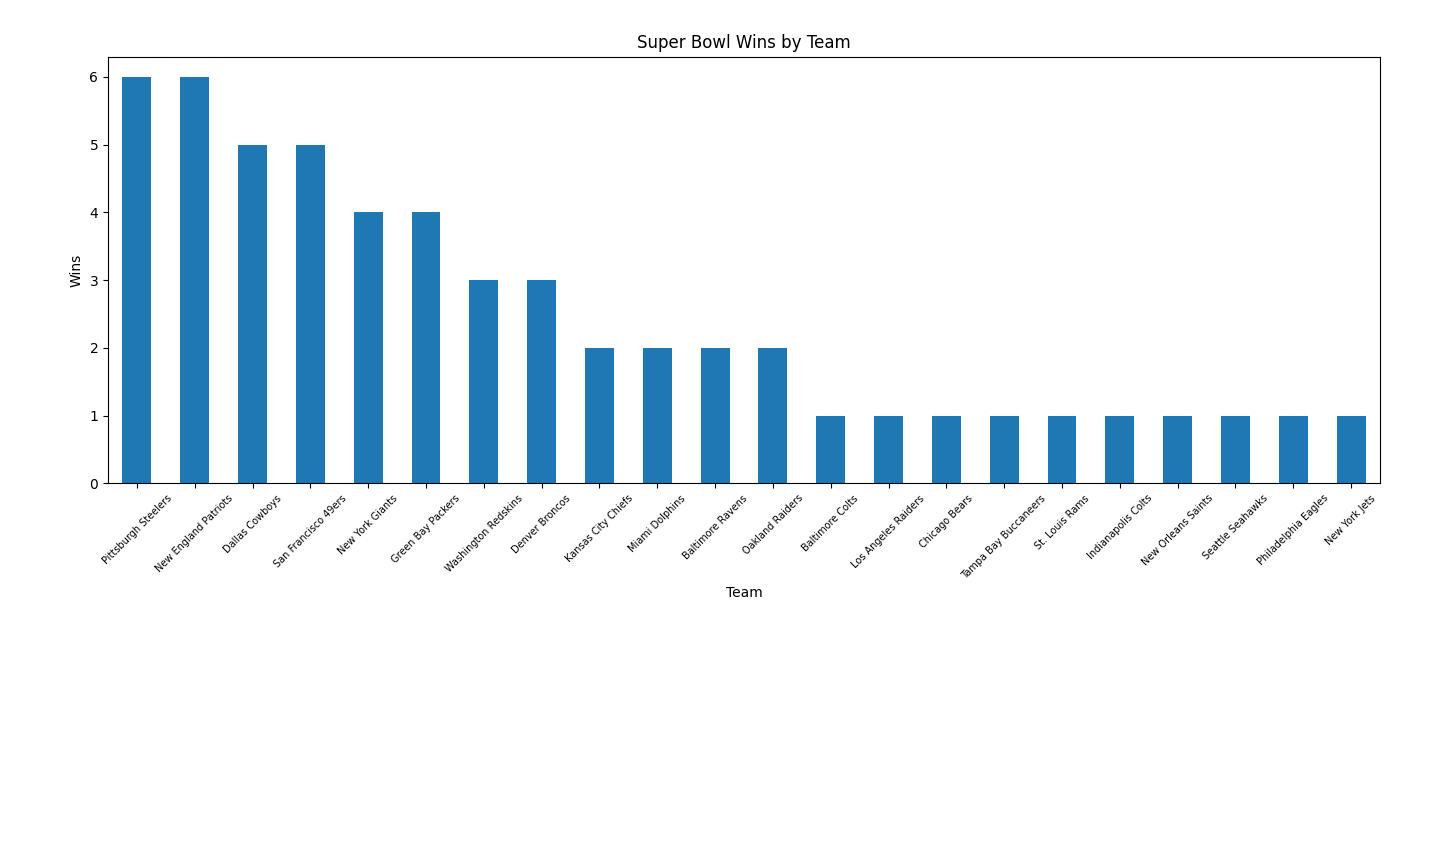 Super Bowl Wins by Team
Wins
6
5
4
3
2
1
0
Pittsburgh Steelers
New England Patriots
Dallas Cowboys
San Francisco 49ers
New York Giants
Green Bay Packers
Washington Redskins
Denver Broncos
Kansas City Chiefs
Miami Dolphins
Baltimore Ravens
Oakland Raiders
Baltimore Colts
Los Angeles Raiders
Chicago Bears
Tampa Bay Buccaneers
St. Louis Rams
Indianapolis Colts
New Orleans Saints
Seattle Seahawks
Philadelphia Eagles
New York Jets
Team